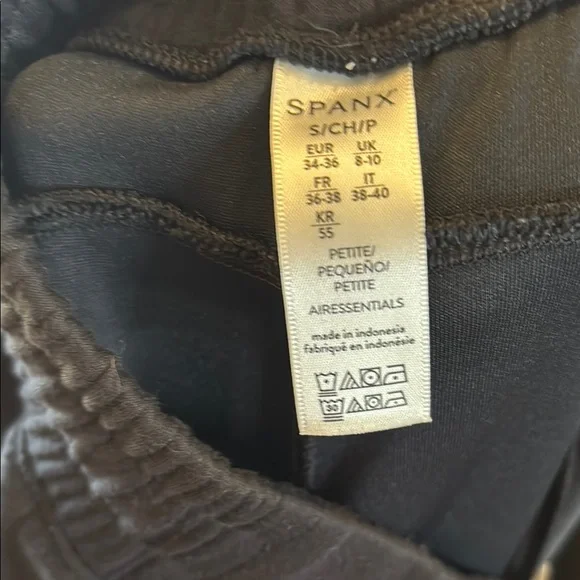 SPANX
S/CH/P
EUR UK
34-36 8-10
FR IT
36-38 38-40
KR
55
PETITE/
PEQUEÑO/
PETITE
AIRESSENTIALS
made in indonesia
fabriqué en indonésie
30